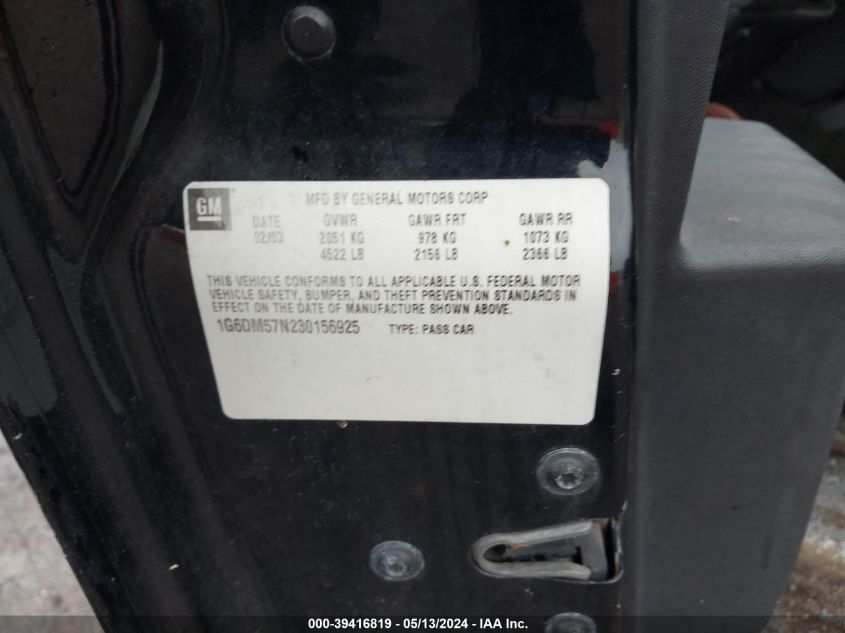 GM
MFD BY GENERAL MOTORS CORP
DATE GVWR GAWR FRT GAWR RR
02/03 2051 KG 978 KG 1073 KG
4522 LB 2156 LB 2366 LB
THIS VEHICLE CONFORMS TO ALL APPLICABLE U.S. FEDERAL MOTOR
VEHICLE SAFETY, BUMPER, AND THEFT PREVENTION STANDARDS IN
EFFECT ON THE DATE OF MANUFACTURE SHOWN ABOVE.
1G6DM57N230156925 TYPE: PASS CAR
000-39416819 - 05/13/2024 - IAA Inc.